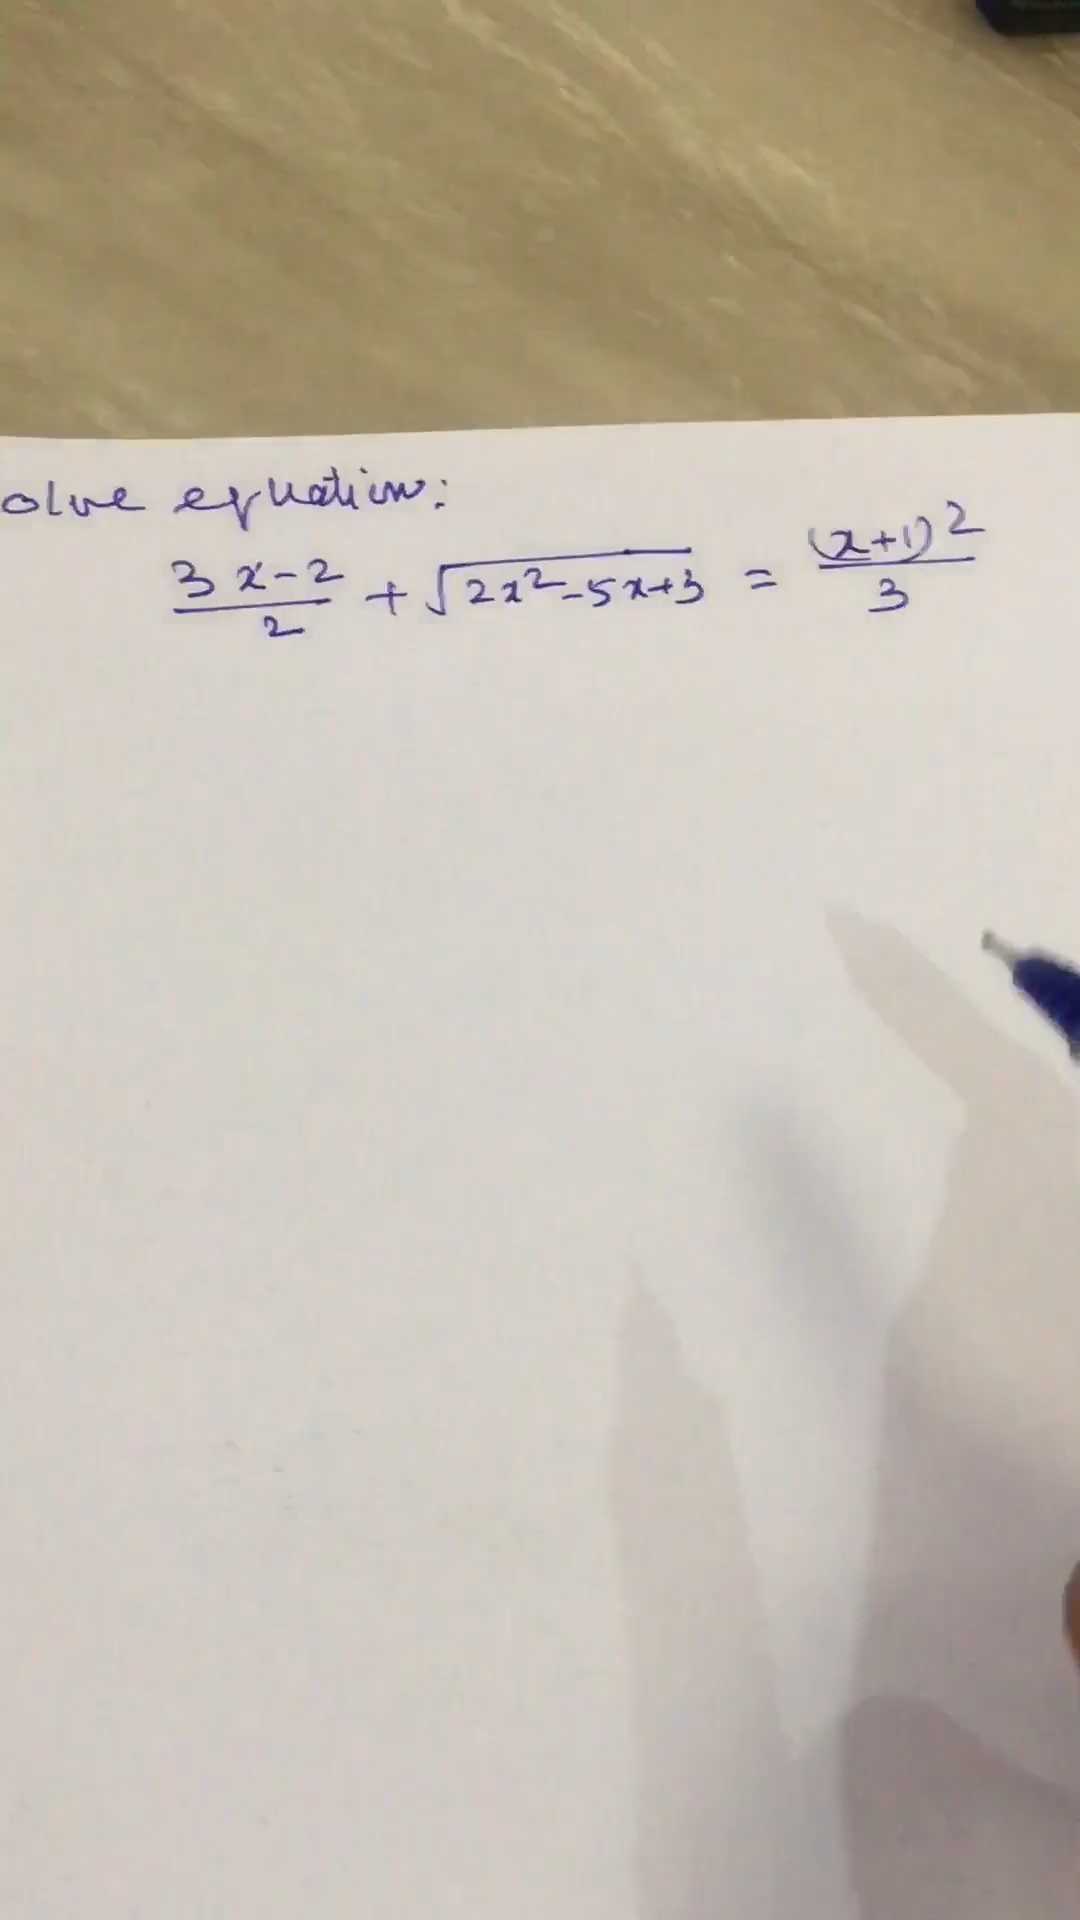 olve equation:
(3x-2)/2 + √(2x²-5x+3) = (x+1)²/3